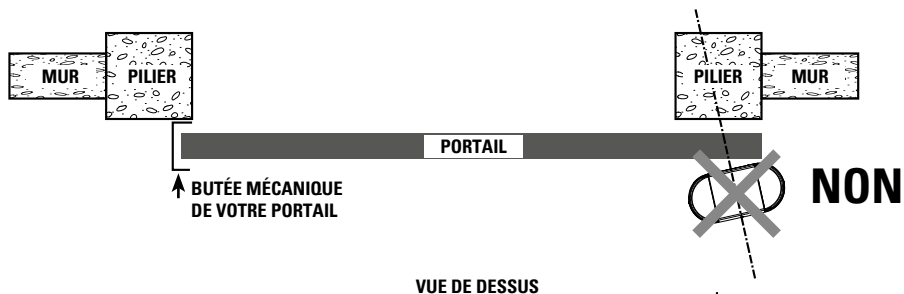 MUR
PILIER
PILIER
MUR
PORTAIL
NON
BUTÉE MÉCANIQUE
DE VOTRE PORTAIL
VUE DE DESSUS